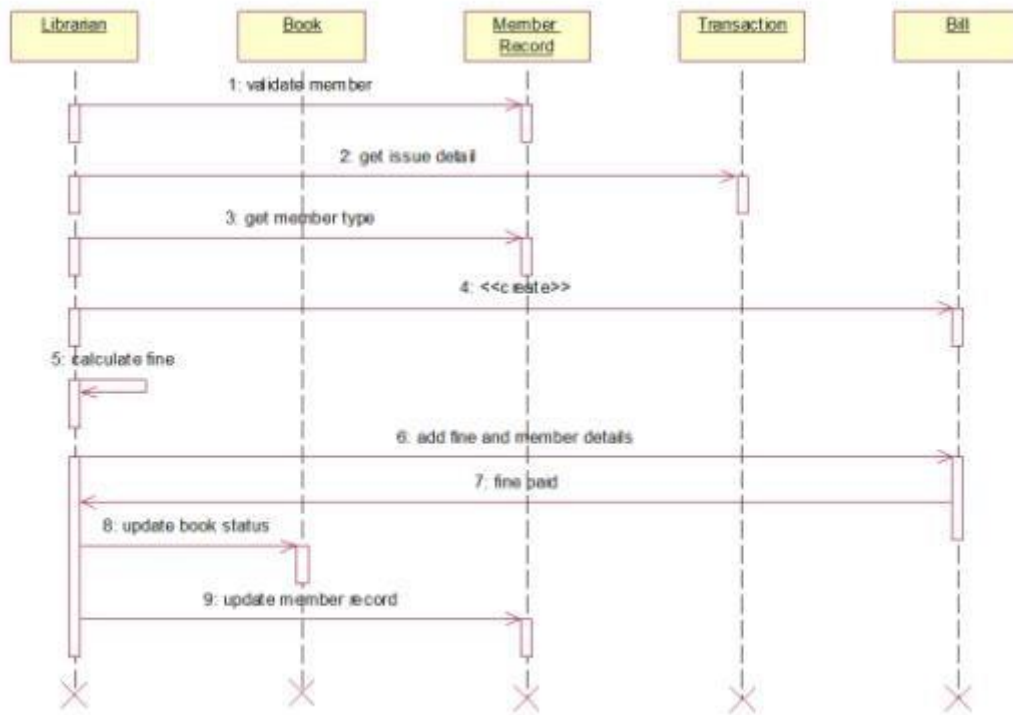 Librarian
Book
Member
Record
Transaction
Bill
1: validate member
2: get issue detail
3: get member type
4: <<create>>
5: calculate fine
6: add fine and member details
7: fine paid
8: update book status
9: update member record